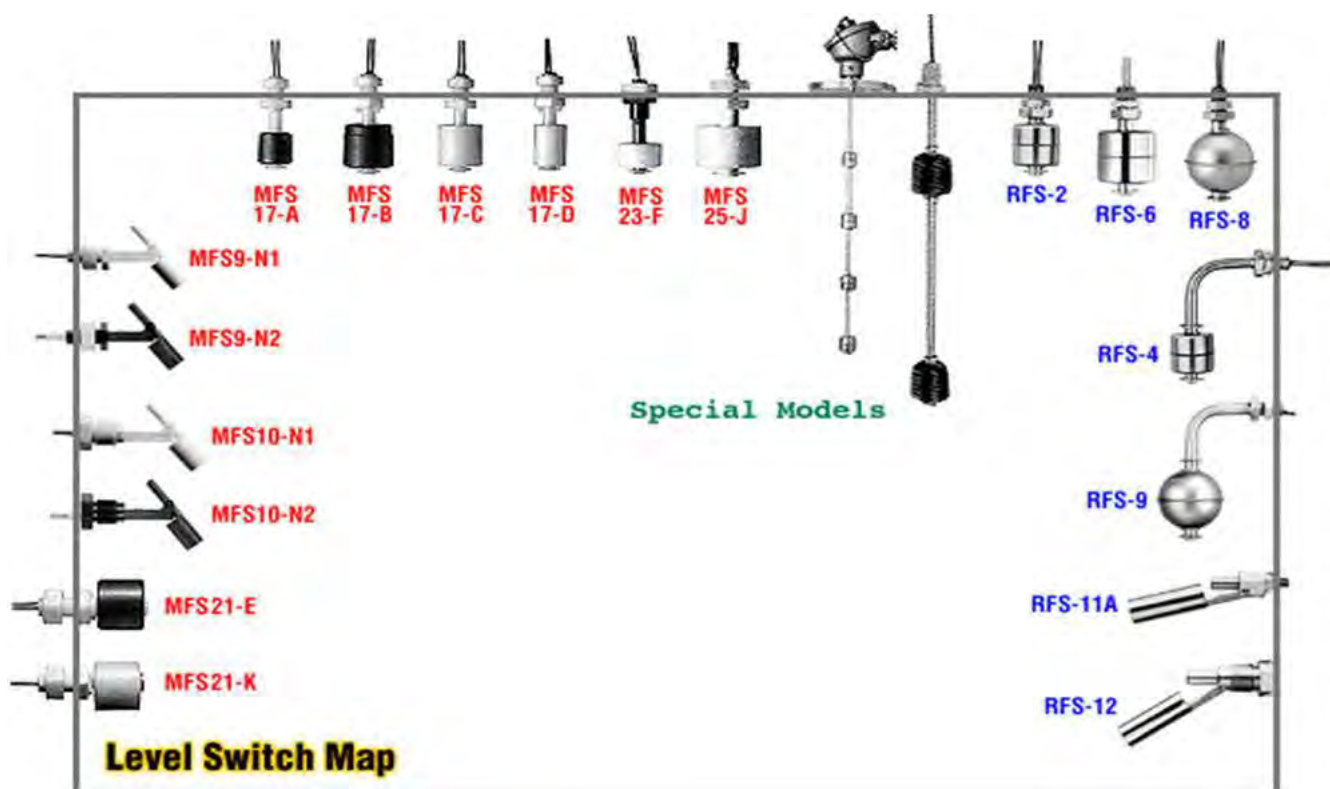 MFS
17-A
MFS
17-B
MFS
17-C
MFS
17-D
MFS
23-F
MFS
25-J
RFS-2
RFS-6
RFS-8
MFS9-N1
MFS9-N2
RFS-4
Special Models
MFS10-N1
RFS-9
MFS10-N2
MFS21-E
RFS-11A
MFS21-K
RFS-12
Level Switch Map